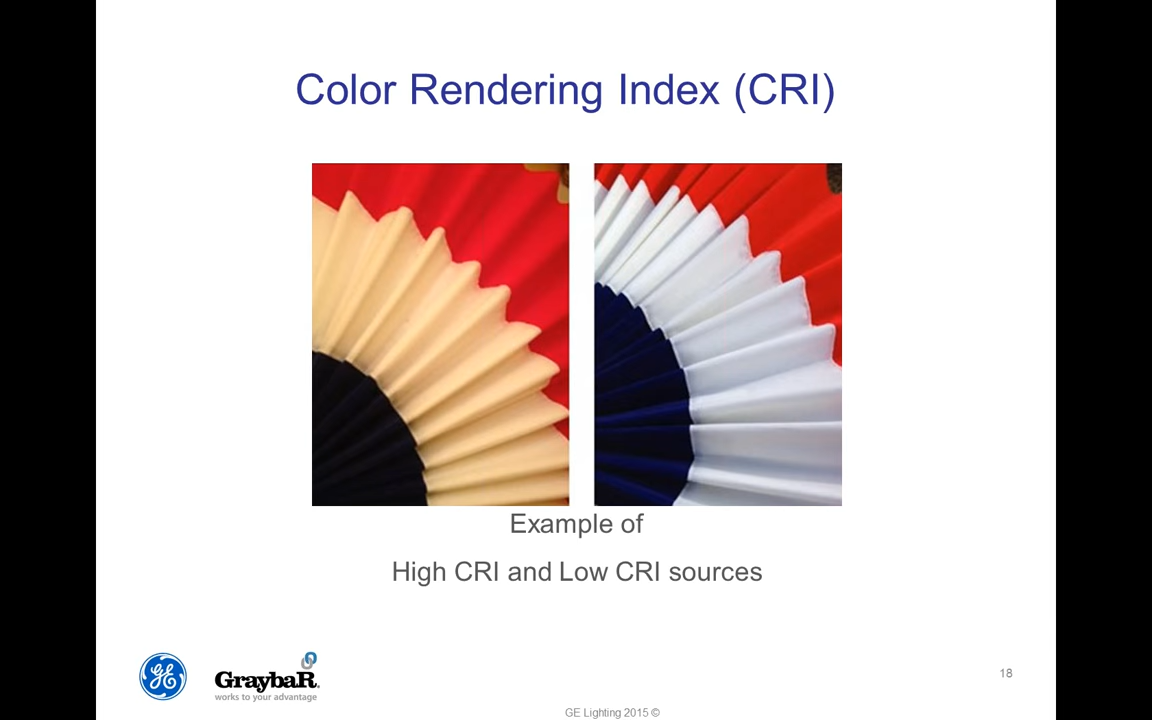 Color Rendering Index (CRI)
Example of
High CRI and Low CRI sources
GE
GraybaR.
works to your advantage
18
GE Lighting 2015 ©